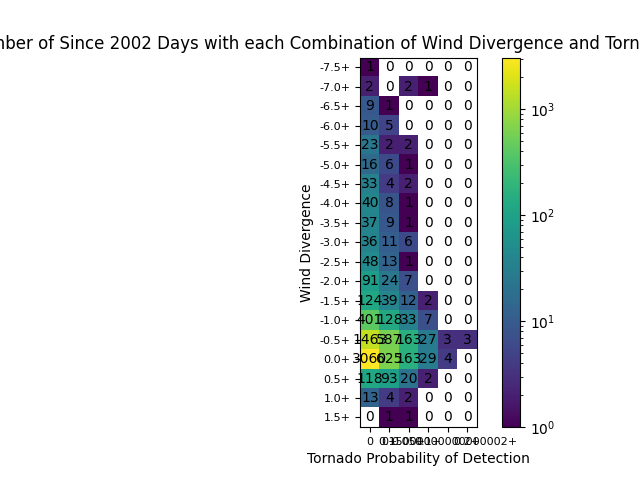 of Since 2002 Days with each Combination of Wind Divergence and Torn
-7.5+ 1 0 0 0 0 0
-7.0+ 2 0 2 1 0 0
-6.5+ 9 1 0 0 0 0
-6.0+ 10 5 0 0 0 0
-5.5+ 23 2 2 0 0 0
-5.0+ 16 6 1 0 0 0
-4.5+ 33 4 2 0 0 0
-4.0+ 40 8 1 0 0 0
-3.5+ 37 9 1 0 0 0
-3.0+ 36 11 6 0 0 0
-2.5+ 48 13 1 0 0 0
-2.0+ 91 24 7 0 0 0
-1.5+ 124 39 12 2 0 0
-1.0+ 401 128 33 7 0 0
-0.5+ 1463 587 163 27 3 3
0.0+ 3060 625 163 29 4 0
0.5+ 118 93 20 2 0 0
1.0+ 13 4 2 0 0 0
1.5+ 0 1 1 0 0 0
0
Wind Divergence
Tornado Probability of Detection
10³
10²
10¹
10⁰